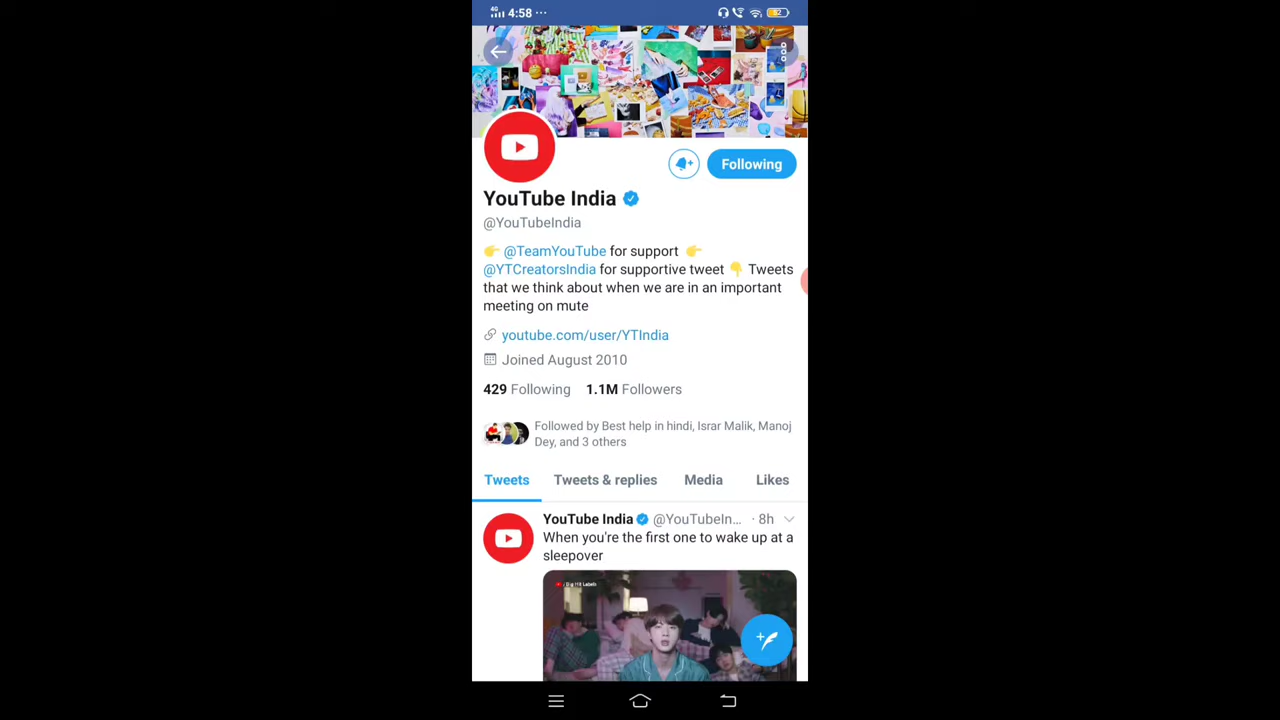 4G 4:58 ... 52
Following
YouTube India
@YouTubeIndia
👉 @TeamYouTube for support 👉
@YTCreatorsIndia for supportive tweet 👇 Tweets
that we think about when we are in an important
meeting on mute
youtube.com/user/YTIndia
Joined August 2010
429 Following 1.1M Followers
Followed by Best help in hindi, Israr Malik, Manoj
Dey, and 3 others
Tweets Tweets & replies Media Likes
YouTube India @YouTubeIn... · 8h
When you're the first one to wake up at a
sleepover
Labels